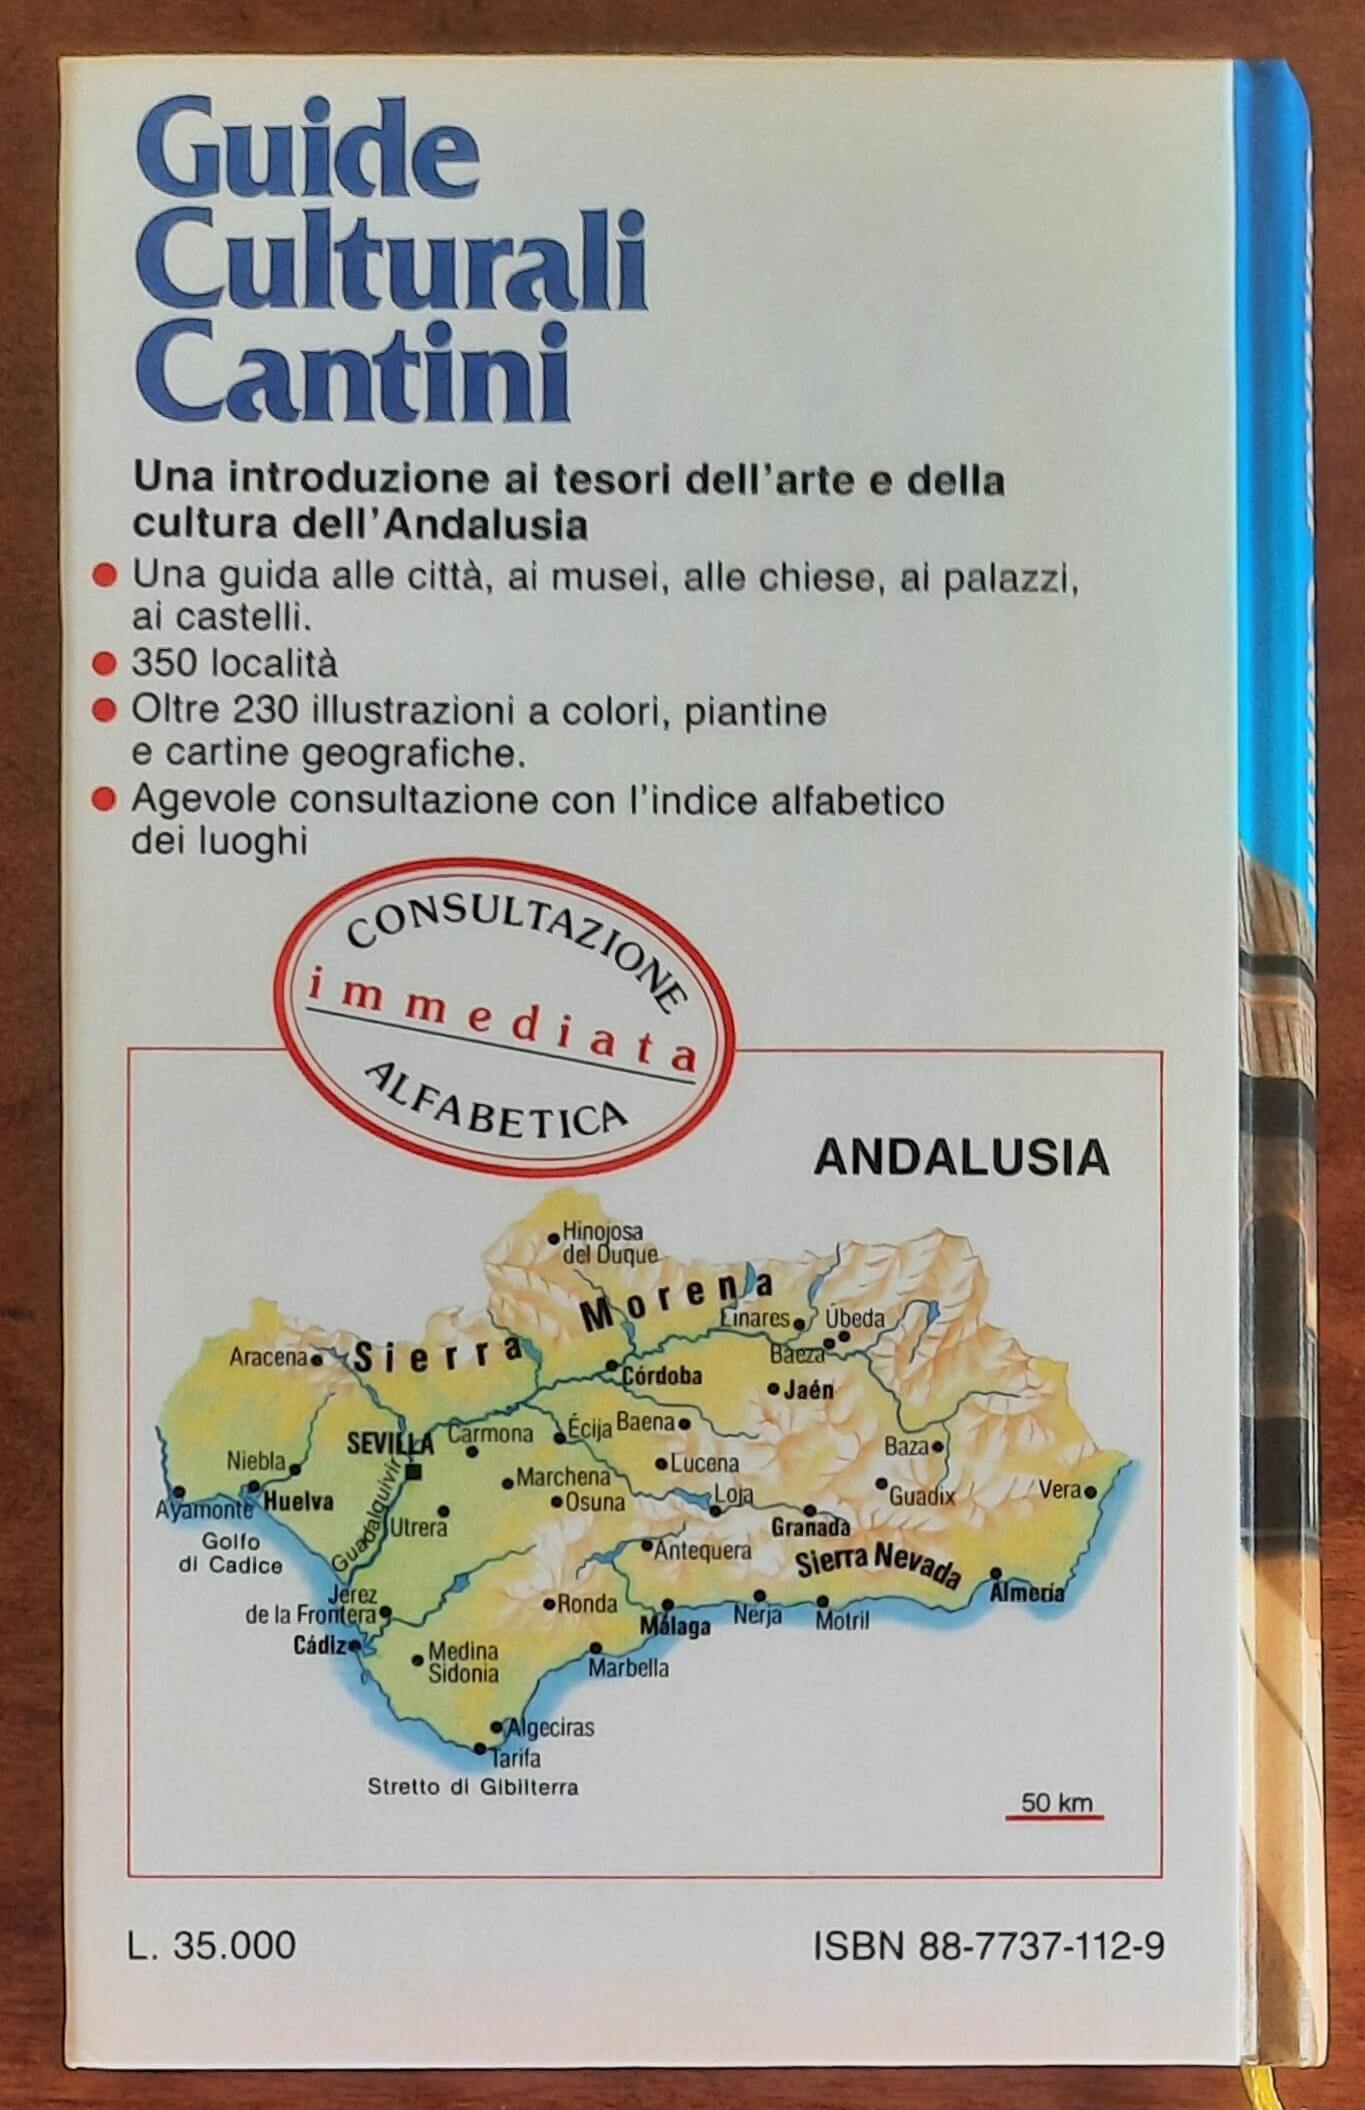 Guide
Culturali
Cantini
Una introduzione ai tesori dell'arte e della
cultura dell'Andalusia
● Una guida alle città, ai musei, alle chiese, ai palazzi,
ai castelli.
● 350 località
● Oltre 230 illustrazioni a colori, piantine
e cartine geografiche.
● Agevole consultazione con l'indice alfabetico
dei luoghi
CONSULTAZIONE
immediata
ALFABETICA
ANDALUSIA
Hinojosa
del Duque
Sierra Morena
Linares
Úbeda
Baeza
Aracena
Córdoba
Jaén
SEVILLA
Carmona
Écija
Baena
Baza
Niebla
Lucena
Marchena
Guadix
Vera
Ayamonte
Huelva
Guadalquivir
Utrera
Osuna
Loja
Granada
Golfo
di Cadice
Antequera
Sierra Nevada
Almería
Jerez
de la Frontera
Ronda
Málaga
Nerja
Motril
Cádiz
Medina
Sidonia
Marbella
Algeciras
Tarifa
Stretto di Gibilterra
50 km
L. 35.000
ISBN 88-7737-112-9